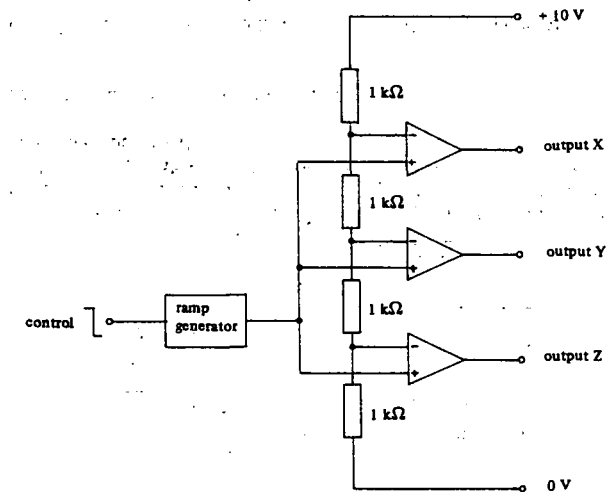 + 10 V
1 kΩ
−
+
output X
1 kΩ
−
+
output Y
control
ramp
generator
1 kΩ
−
+
output Z
1 kΩ
0 V